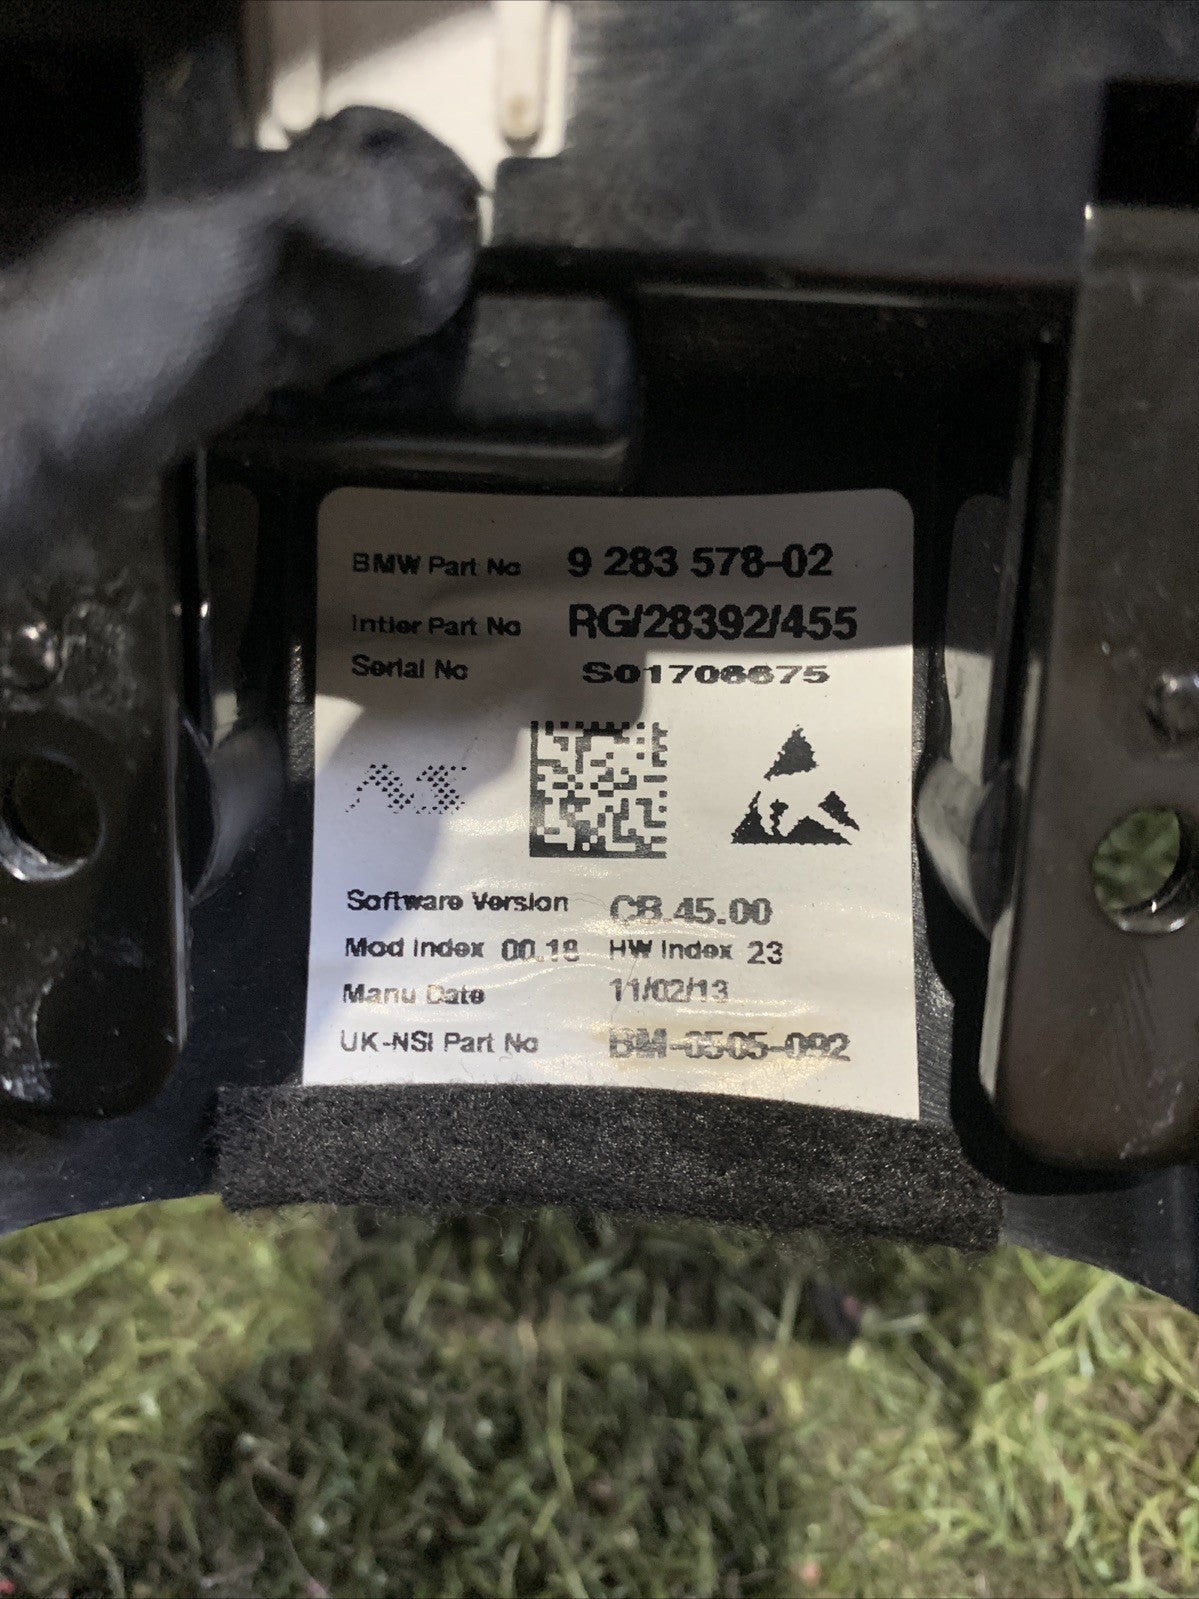 BMW Part No 9 283 578-02
Intier Part No RG/28392/455
Serial No S01706675
NS
Software Version CB.45.00
Mod Index 00.18 HW Index 23
Manu Date 11/02/13
UK-NSI Part No BM-0505-092